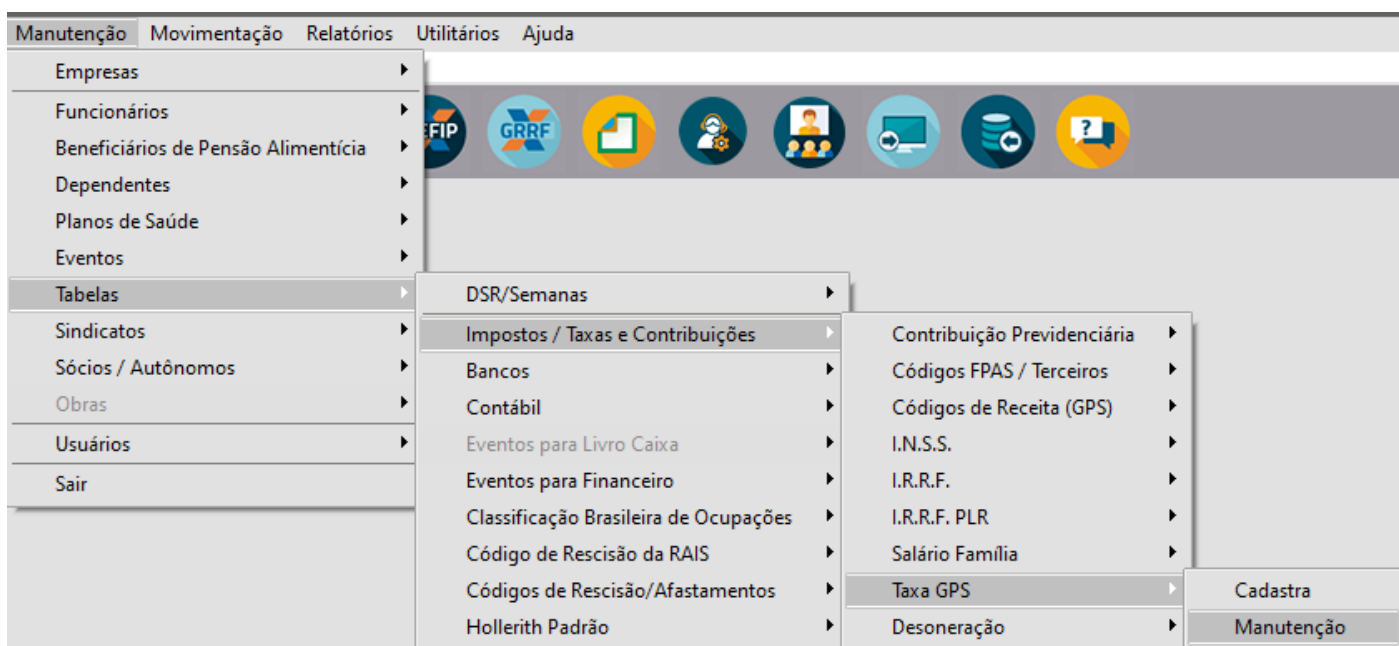 Manutenção Movimentação Relatórios Utilitários Ajuda
Empresas
Funcionários
Beneficiários de Pensão Alimentícia
Dependentes
Planos de Saúde
Eventos
Tabelas
Sindicatos
Sócios / Autônomos
Obras
Usuários
Sair
EFIP
GRRF
?
DSR/Semanas
Impostos / Taxas e Contribuições
Bancos
Contábil
Eventos para Livro Caixa
Eventos para Financeiro
Classificação Brasileira de Ocupações
Código de Rescisão da RAIS
Códigos de Rescisão/Afastamentos
Hollerith Padrão
Contribuição Previdenciária
Códigos FPAS / Terceiros
Códigos de Receita (GPS)
I.N.S.S.
I.R.R.F.
I.R.R.F. PLR
Salário Família
Taxa GPS
Desoneração
Cadastra
Manutenção